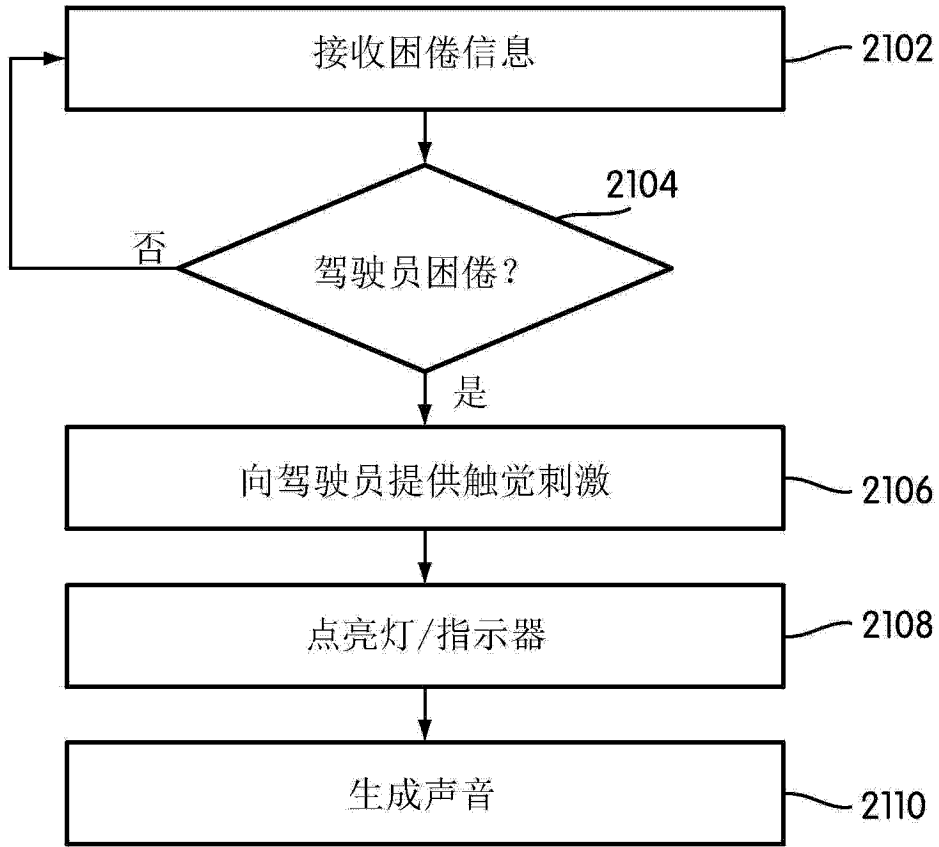 接收困倦信息
2102
2104
否
驾驶员困倦？
是
向驾驶员提供触觉刺激
2106
点亮灯/指示器
2108
生成声音
2110